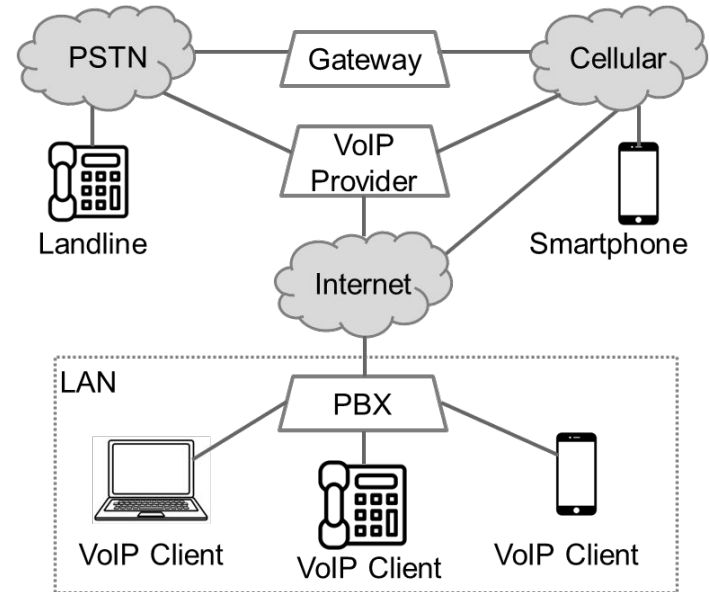 PSTN
Gateway
Cellular
VoIP
Provider
Landline
Smartphone
Internet
LAN
PBX
VoIP Client
VoIP Client
VoIP Client